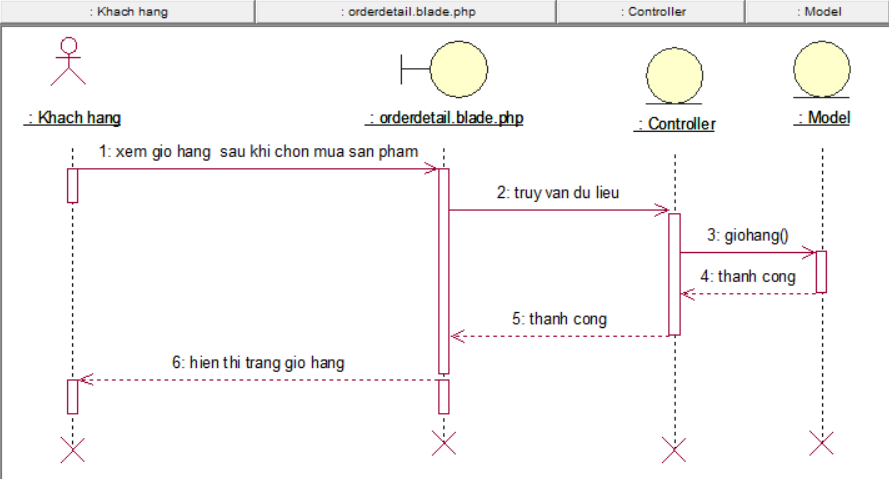 : Khach hang
: orderdetail.blade.php
: Controller
: Model
: Khach hang
: orderdetail.blade.php
: Controller
: Model
1: xem gio hang  sau khi chon mua san pham
2: truy van du lieu
3: giohang()
4: thanh cong
5: thanh cong
6: hien thi trang gio hang